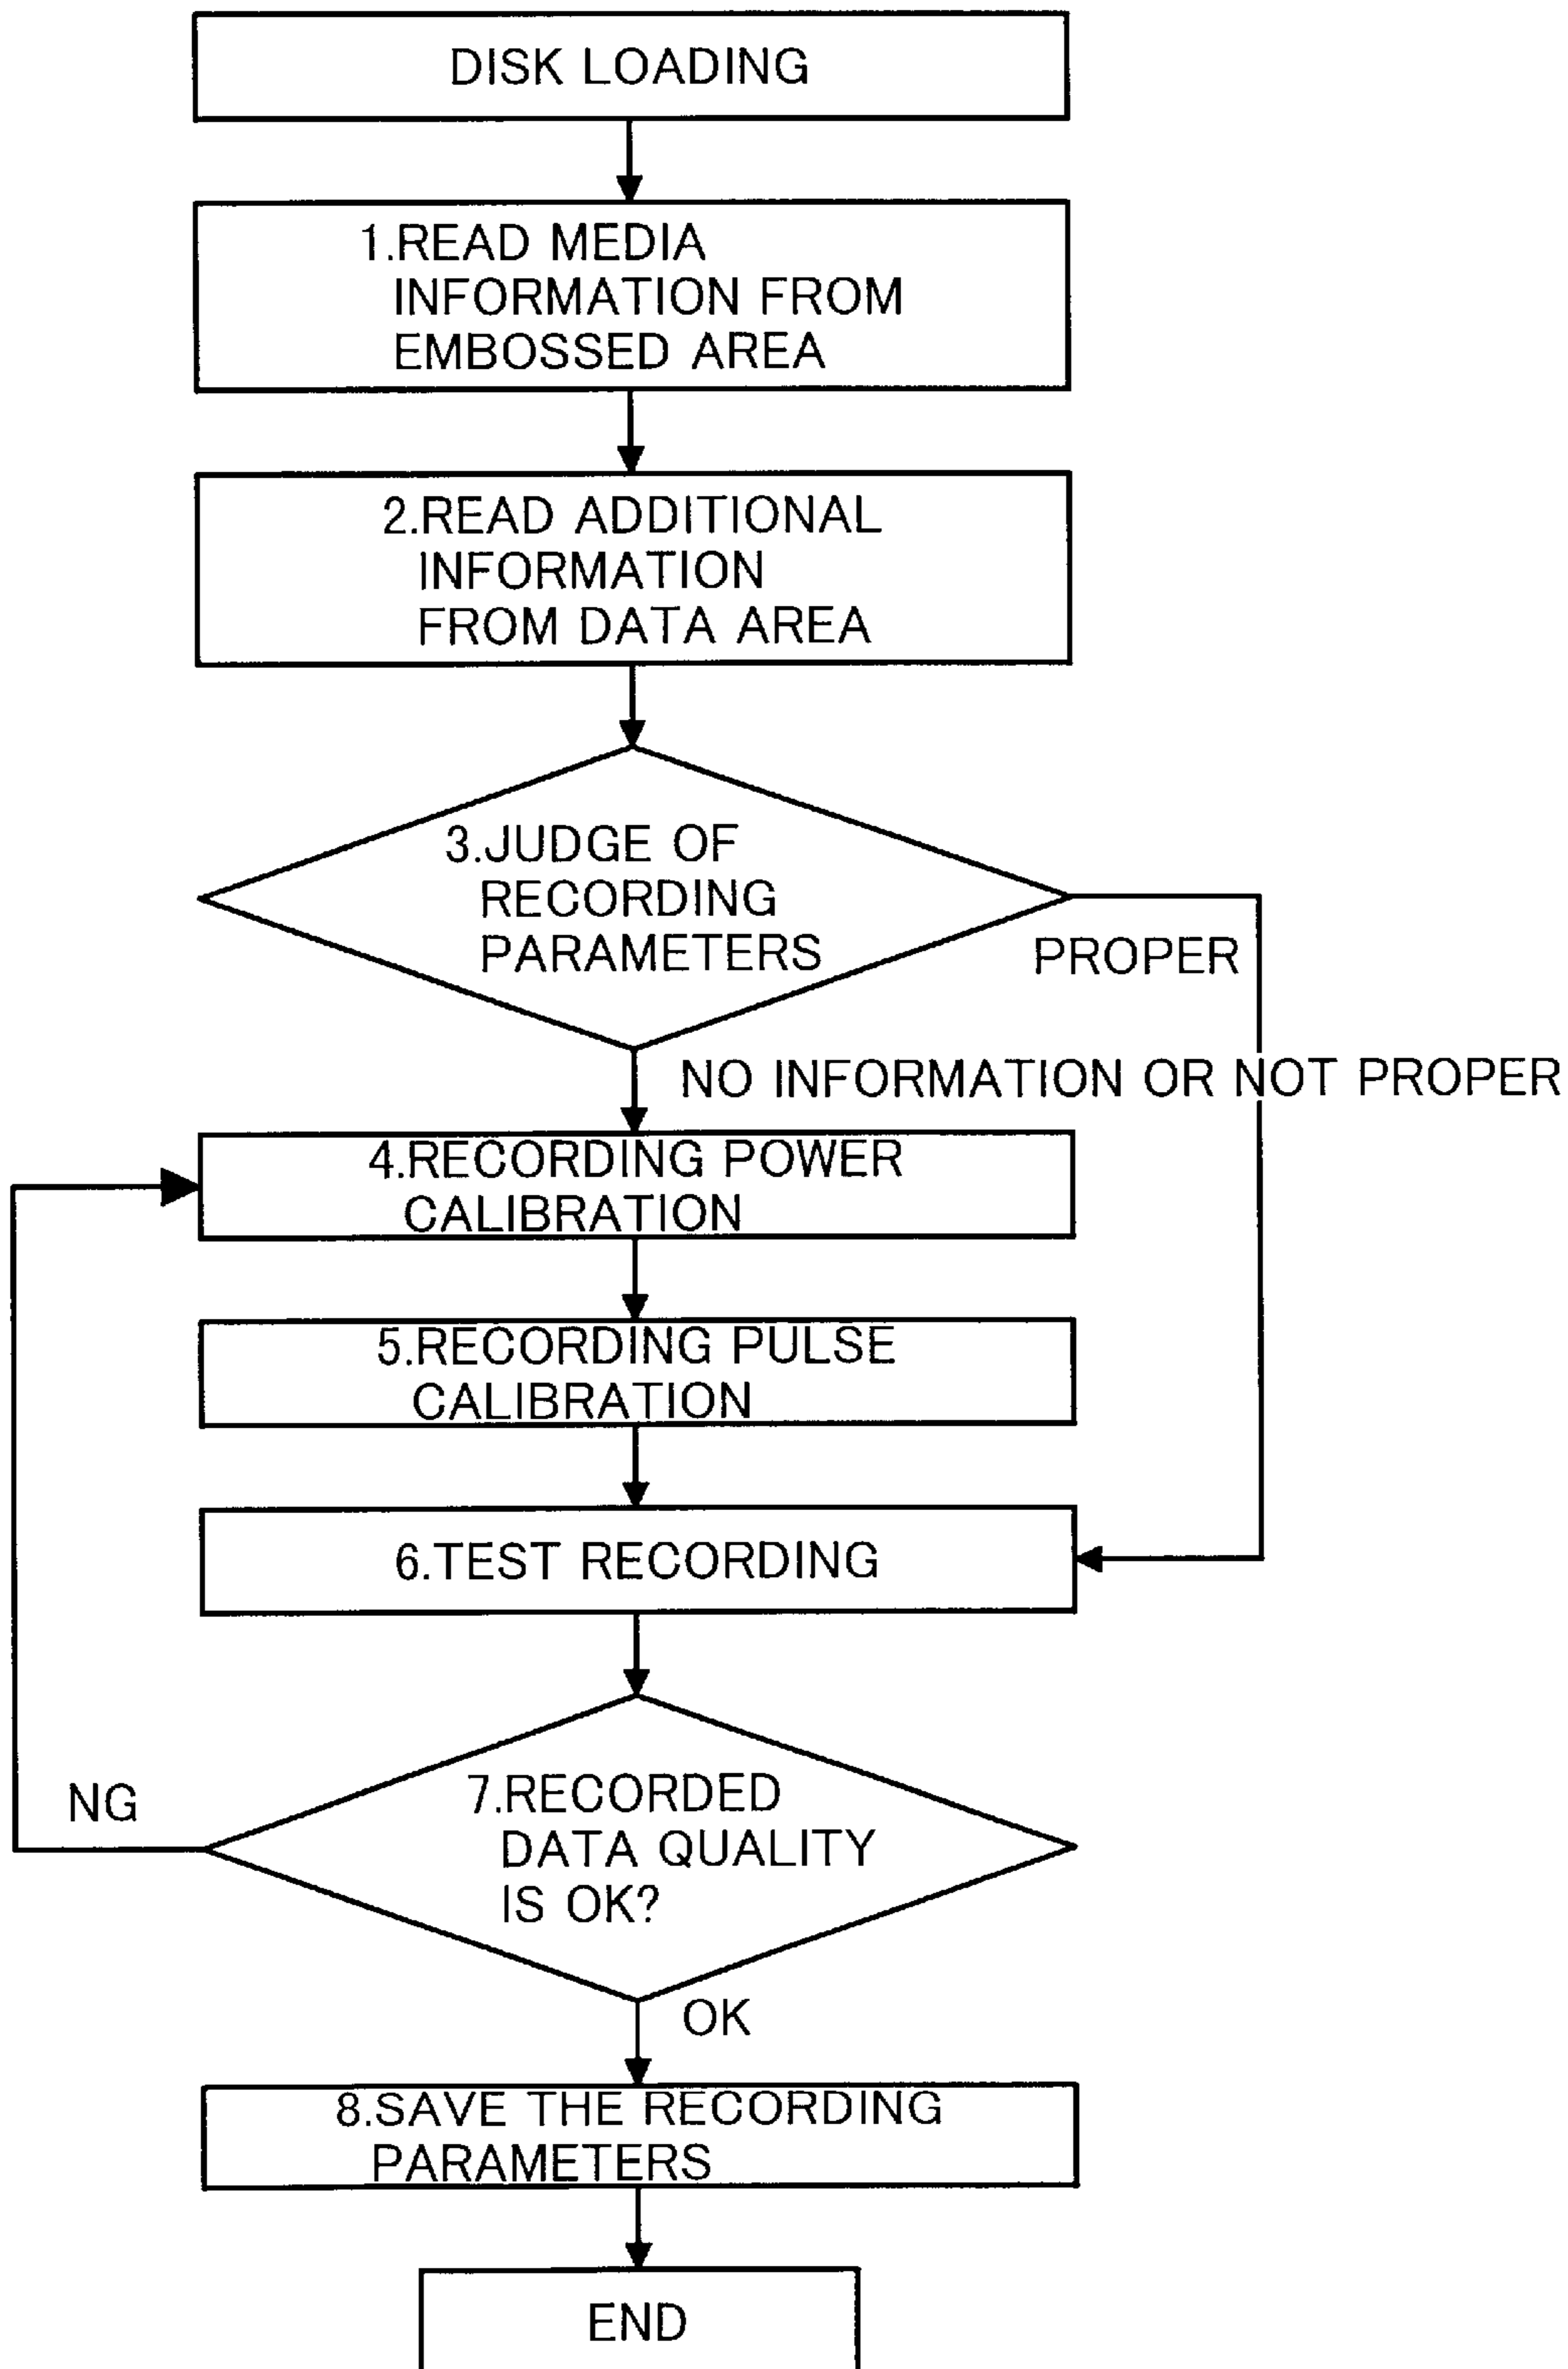 DISK LOADING
1.READ MEDIA
INFORMATION FROM
EMBOSSED AREA
2.READ ADDITIONAL
INFORMATION
FROM DATA AREA
3.JUDGE OF
RECORDING
PARAMETERS
PROPER
NO INFORMATION OR NOT PROPER
4.RECORDING POWER
CALIBRATION
5.RECORDING PULSE
CALIBRATION
6.TEST RECORDING
7.RECORDED
DATA QUALITY
IS OK?
NG
OK
8.SAVE THE RECORDING
PARAMETERS
END